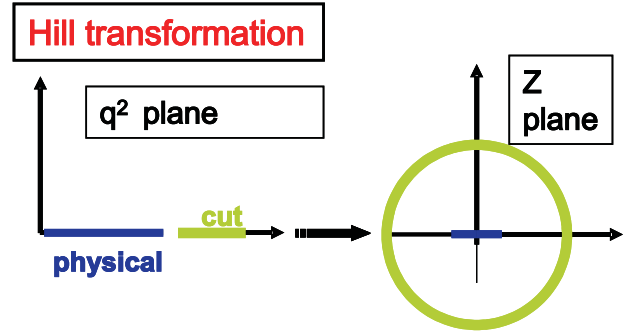 Hill transformation
q² plane
Z
plane
cut
physical